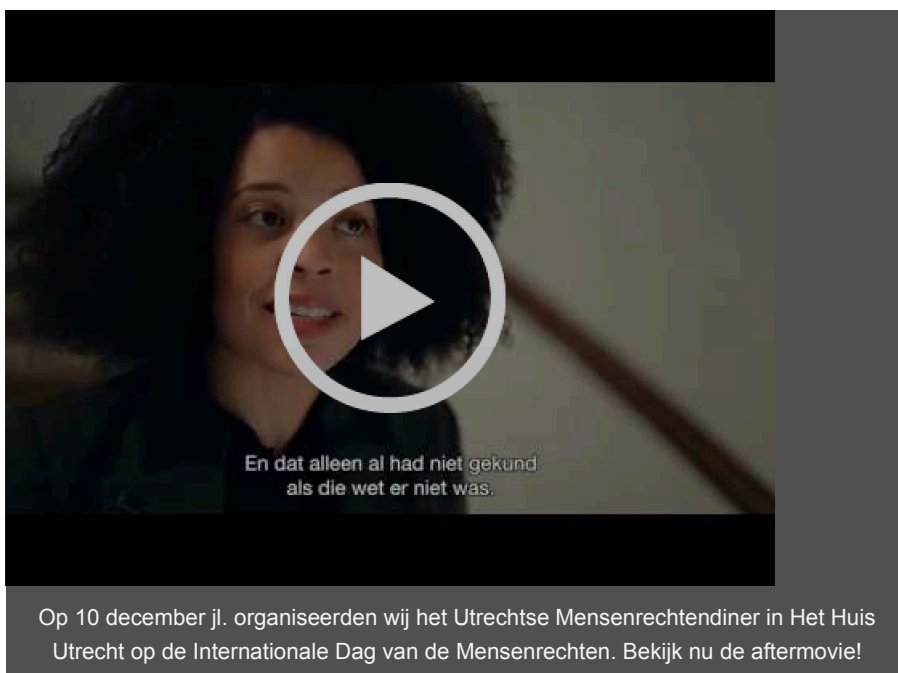 En dat alleen al had niet gekund
als die wet er niet was.
Op 10 december jl. organiseerden wij het Utrechtse Mensenrechtendiner in Het Huis
Utrecht op de Internationale Dag van de Mensenrechten. Bekijk nu de aftermovie!